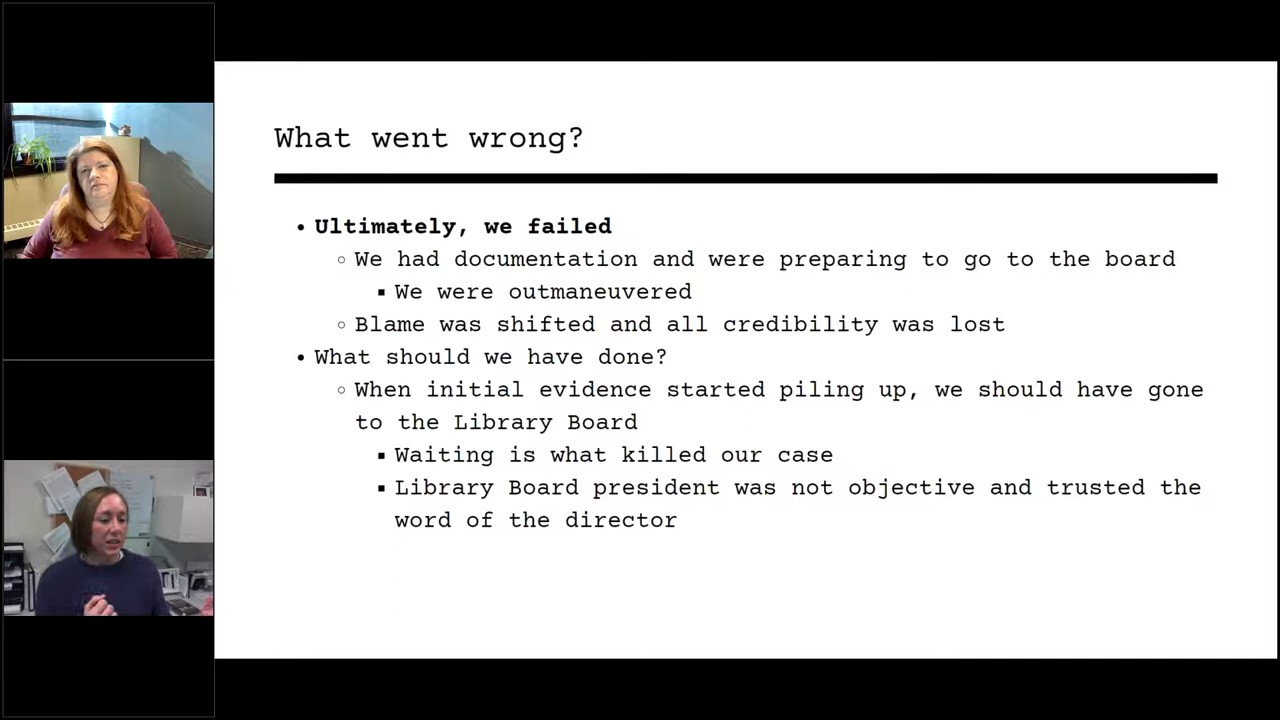 What went wrong?
• Ultimately, we failed
○ We had documentation and were preparing to go to the board
▪ We were outmaneuvered
○ Blame was shifted and all credibility was lost
• What should we have done?
○ When initial evidence started piling up, we should have gone
to the Library Board
▪ Waiting is what killed our case
▪ Library Board president was not objective and trusted the
word of the director